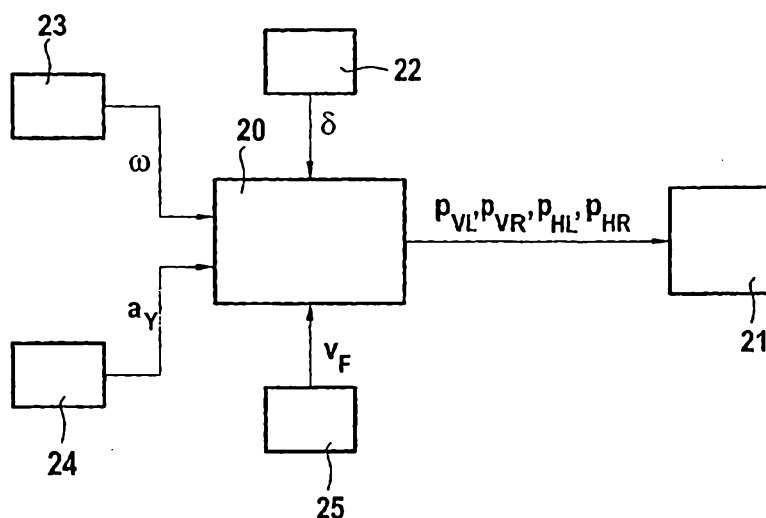 23
22
20
δ
ω
p_VL, p_VR, p_HL, p_HR
a_Y
v_F
21
24
25